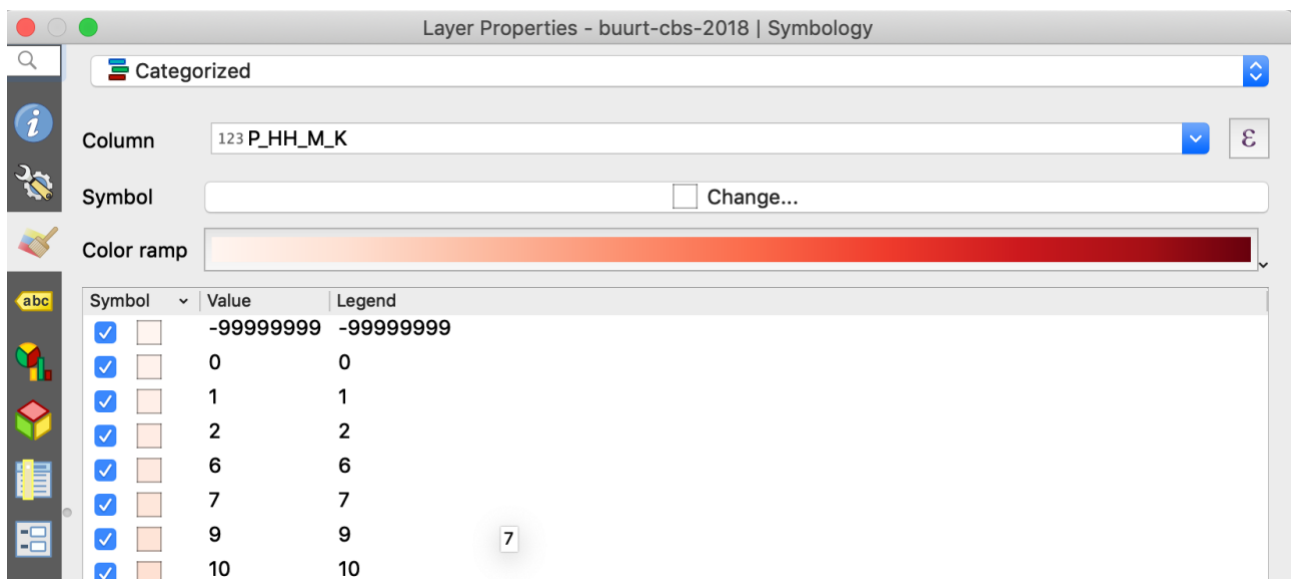 Layer Properties - buurt-cbs-2018 | Symbology
Categorized
Column 123 P_HH_M_K ε
Symbol Change...
Color ramp
abc
Symbol Value Legend
-99999999 -99999999
0 0
1 1
2 2
6 6
7 7
9 9 7
10 10